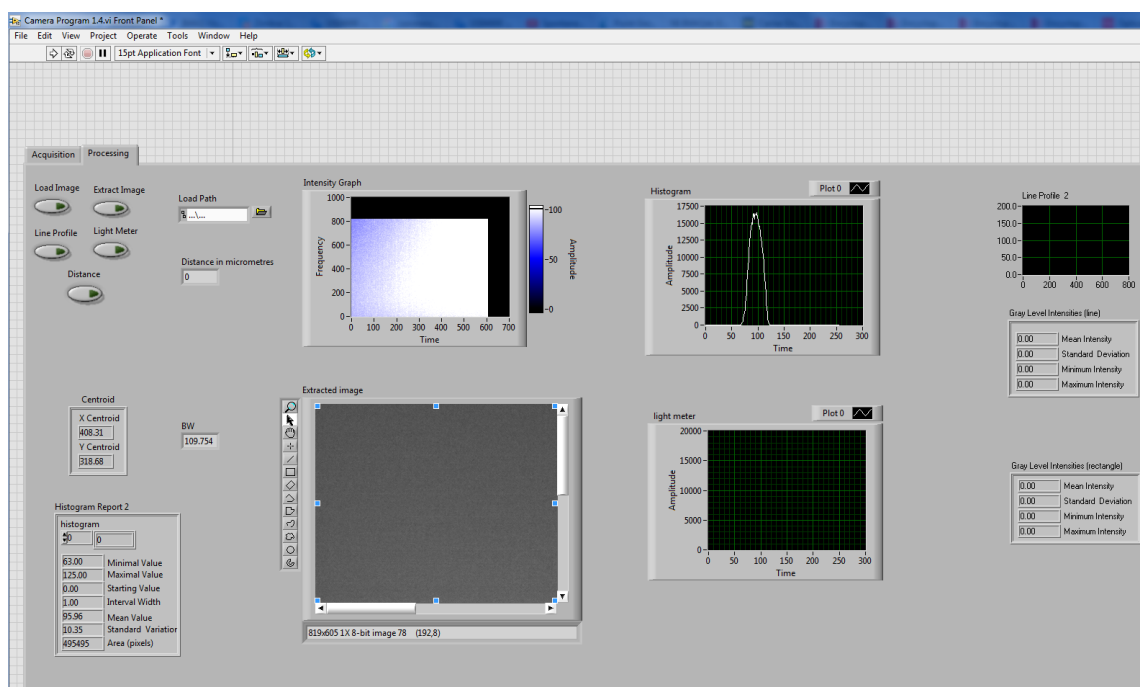 Camera Program 1.4.vi Front Panel *
File Edit View Project Operate Tools Window Help
15pt Application Font
Acquisition Processing
Load Image Extract Image
Line Profile Light Meter
Distance
Load Path
...\...
Distance in micrometres
0
Intensity Graph
1000
800
600
400
200
0
Frequency
0 100 200 300 400 500 600 700
Time
100
50
0
Amplitude
Histogram
Plot 0
17500
15000
12500
10000
7500
5000
2500
0
Amplitude
0 50 100 150 200 250 300
Time
Line Profile 2
200.0
150.0
50.0
0.0
0 200 400 600 800
Gray Level Intensities (line)
0.00 Mean Intensity
0.00 Standard Deviation
0.00 Minimum Intensity
0.00 Maximum Intensity
Centroid
X Centroid
408.31
Y Centroid
318.68
BW
109.754
Extracted image
819x605 1X 8-bit image 78 (192,8)
light meter
Plot 0
20000
15000
10000
5000
0
Amplitude
0 50 100 150 200 250 300
Time
Gray Level Intensities (rectangle)
0.00 Mean Intensity
0.00 Standard Deviation
0.00 Minimum Intensity
0.00 Maximum Intensity
Histogram Report 2
histogram
0 0
63.00 Minimal Value
125.00 Maximal Value
0.00 Starting Value
1.00 Interval Width
95.96 Mean Value
10.35 Standard Variation
495495 Area (pixels)